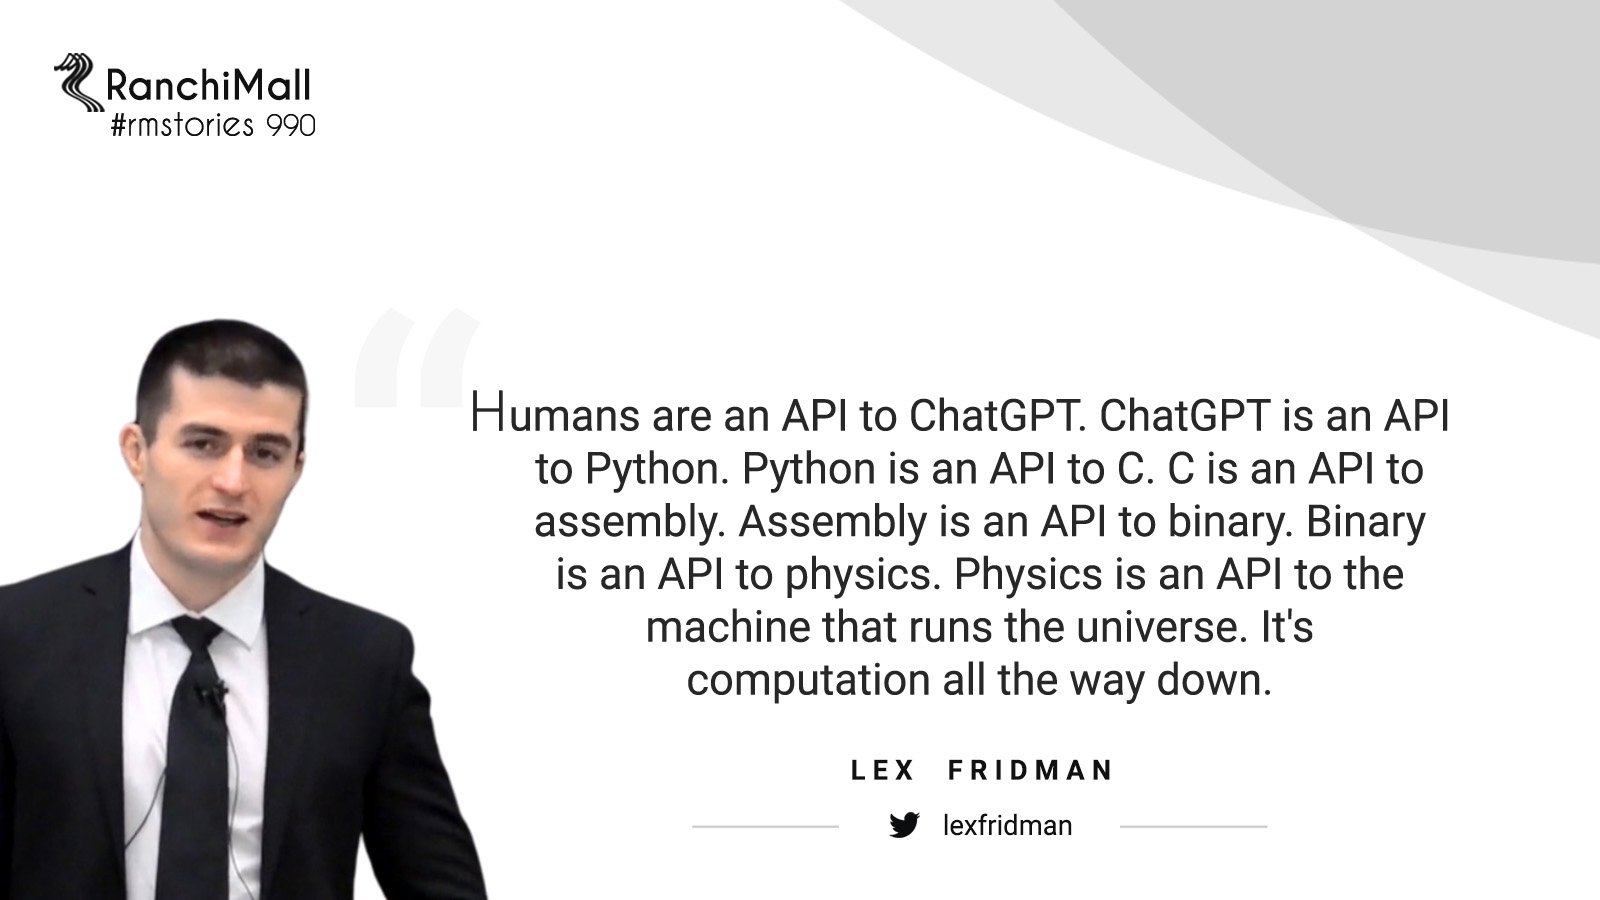 RanchiMall
#rmstories 990
“
Humans are an API to ChatGPT. ChatGPT is an API
to Python. Python is an API to C. C is an API to
assembly. Assembly is an API to binary. Binary
is an API to physics. Physics is an API to the
machine that runs the universe. It's
computation all the way down.
LEX FRIDMAN
lexfridman